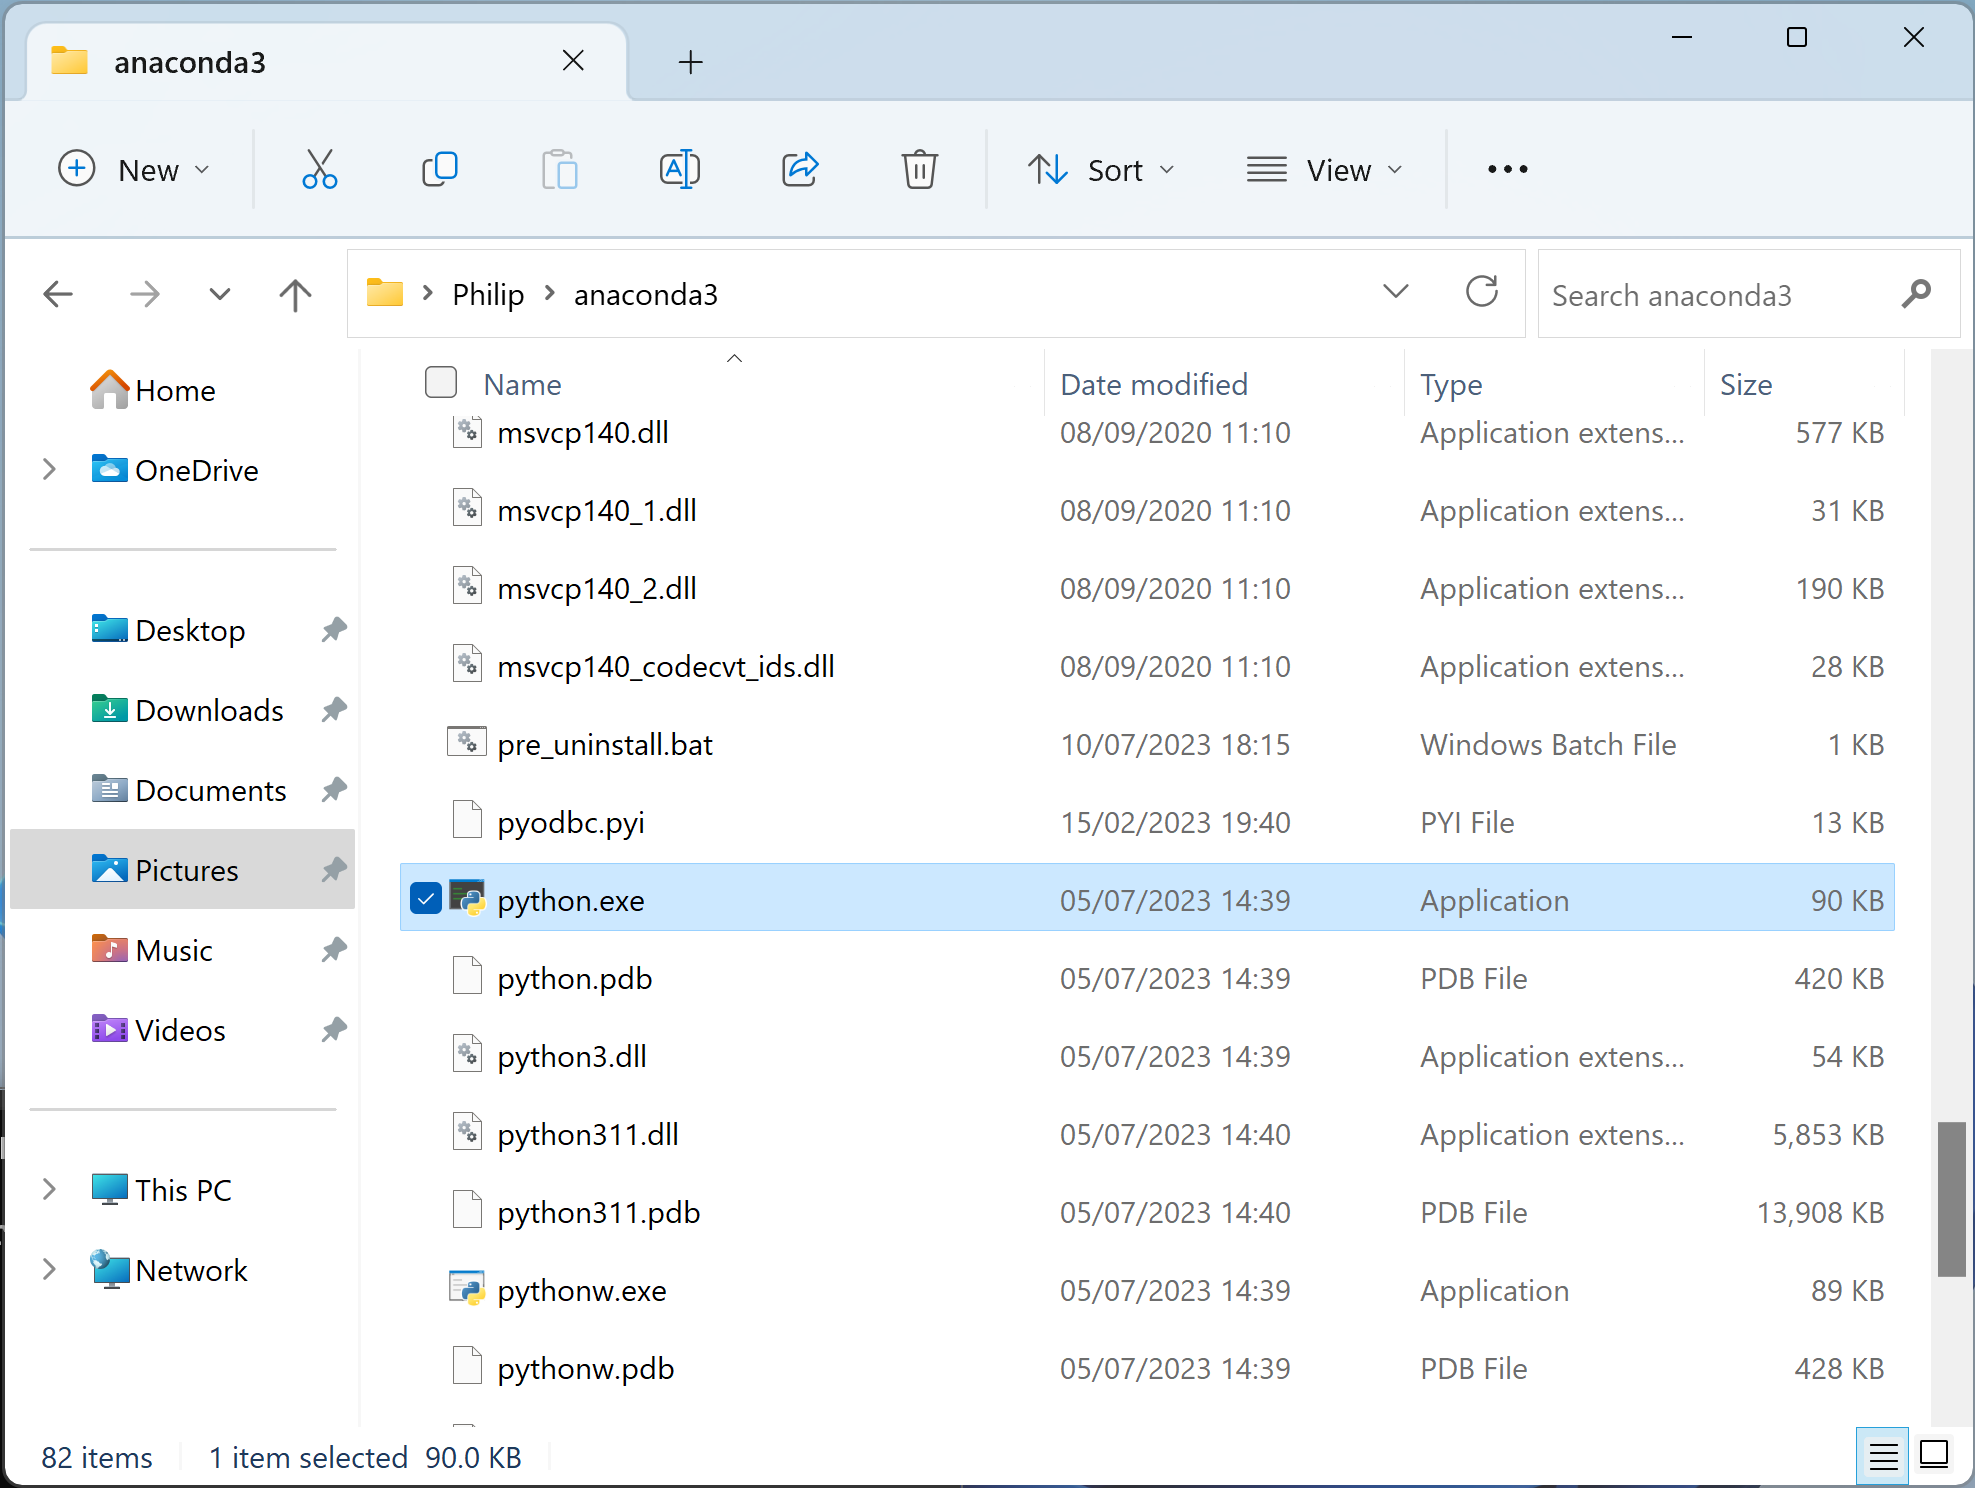 anaconda3
New
Sort
View
Philip anaconda3
Search anaconda3
Home
OneDrive
Desktop
Downloads
Documents
Pictures
Music
Videos
This PC
Network
Name Date modified Type Size
msvcp140.dll 08/09/2020 11:10 Application extens... 577 KB
msvcp140_1.dll 08/09/2020 11:10 Application extens... 31 KB
msvcp140_2.dll 08/09/2020 11:10 Application extens... 190 KB
msvcp140_codecvt_ids.dll 08/09/2020 11:10 Application extens... 28 KB
pre_uninstall.bat 10/07/2023 18:15 Windows Batch File 1 KB
pyodbc.pyi 15/02/2023 19:40 PYI File 13 KB
python.exe 05/07/2023 14:39 Application 90 KB
python.pdb 05/07/2023 14:39 PDB File 420 KB
python3.dll 05/07/2023 14:39 Application extens... 54 KB
python311.dll 05/07/2023 14:40 Application extens... 5,853 KB
python311.pdb 05/07/2023 14:40 PDB File 13,908 KB
pythonw.exe 05/07/2023 14:39 Application 89 KB
pythonw.pdb 05/07/2023 14:39 PDB File 428 KB
82 items 1 item selected 90.0 KB